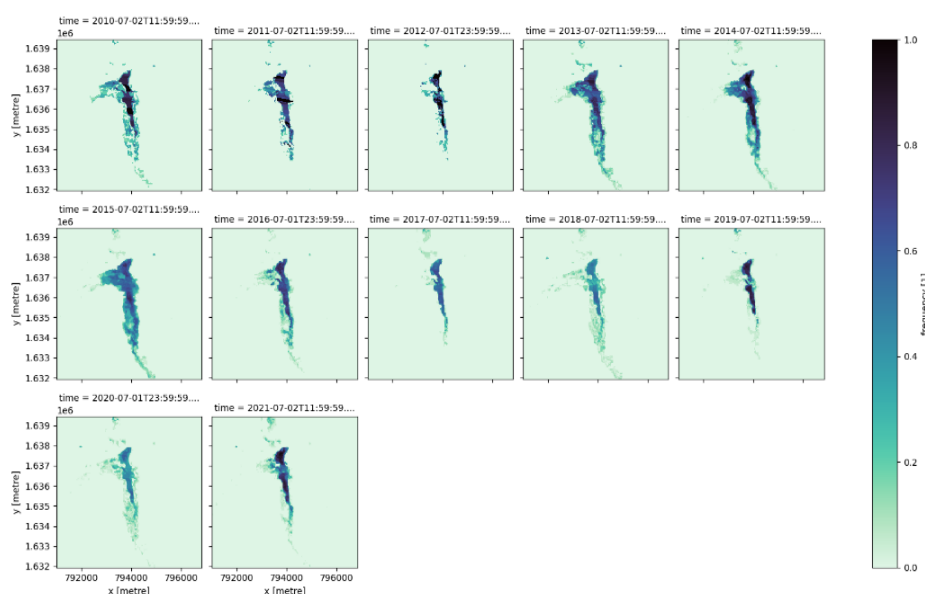 time = 2010-07-02T11:59:59....
1e6
time = 2011-07-02T11:59:59....
time = 2012-07-01T23:59:59....
time = 2013-07-02T11:59:59....
time = 2014-07-02T11:59:59....
1.639
1.638
1.637
1.636
1.635
1.634
1.633
1.632
y [metre]
time = 2015-07-02T11:59:59....
1e6
time = 2016-07-01T23:59:59....
time = 2017-07-02T11:59:59....
time = 2018-07-02T11:59:59....
time = 2019-07-02T11:59:59....
1.639
1.638
1.637
1.636
1.635
1.634
1.633
1.632
y [metre]
time = 2020-07-01T23:59:59....
1e6
time = 2021-07-02T11:59:59....
1.639
1.638
1.637
1.636
1.635
1.634
1.633
1.632
y [metre]
792000 794000 796000
x [metre]
792000 794000 796000
x [metre]
1.0
0.8
0.6
0.4
0.2
0.0
frequency [1]